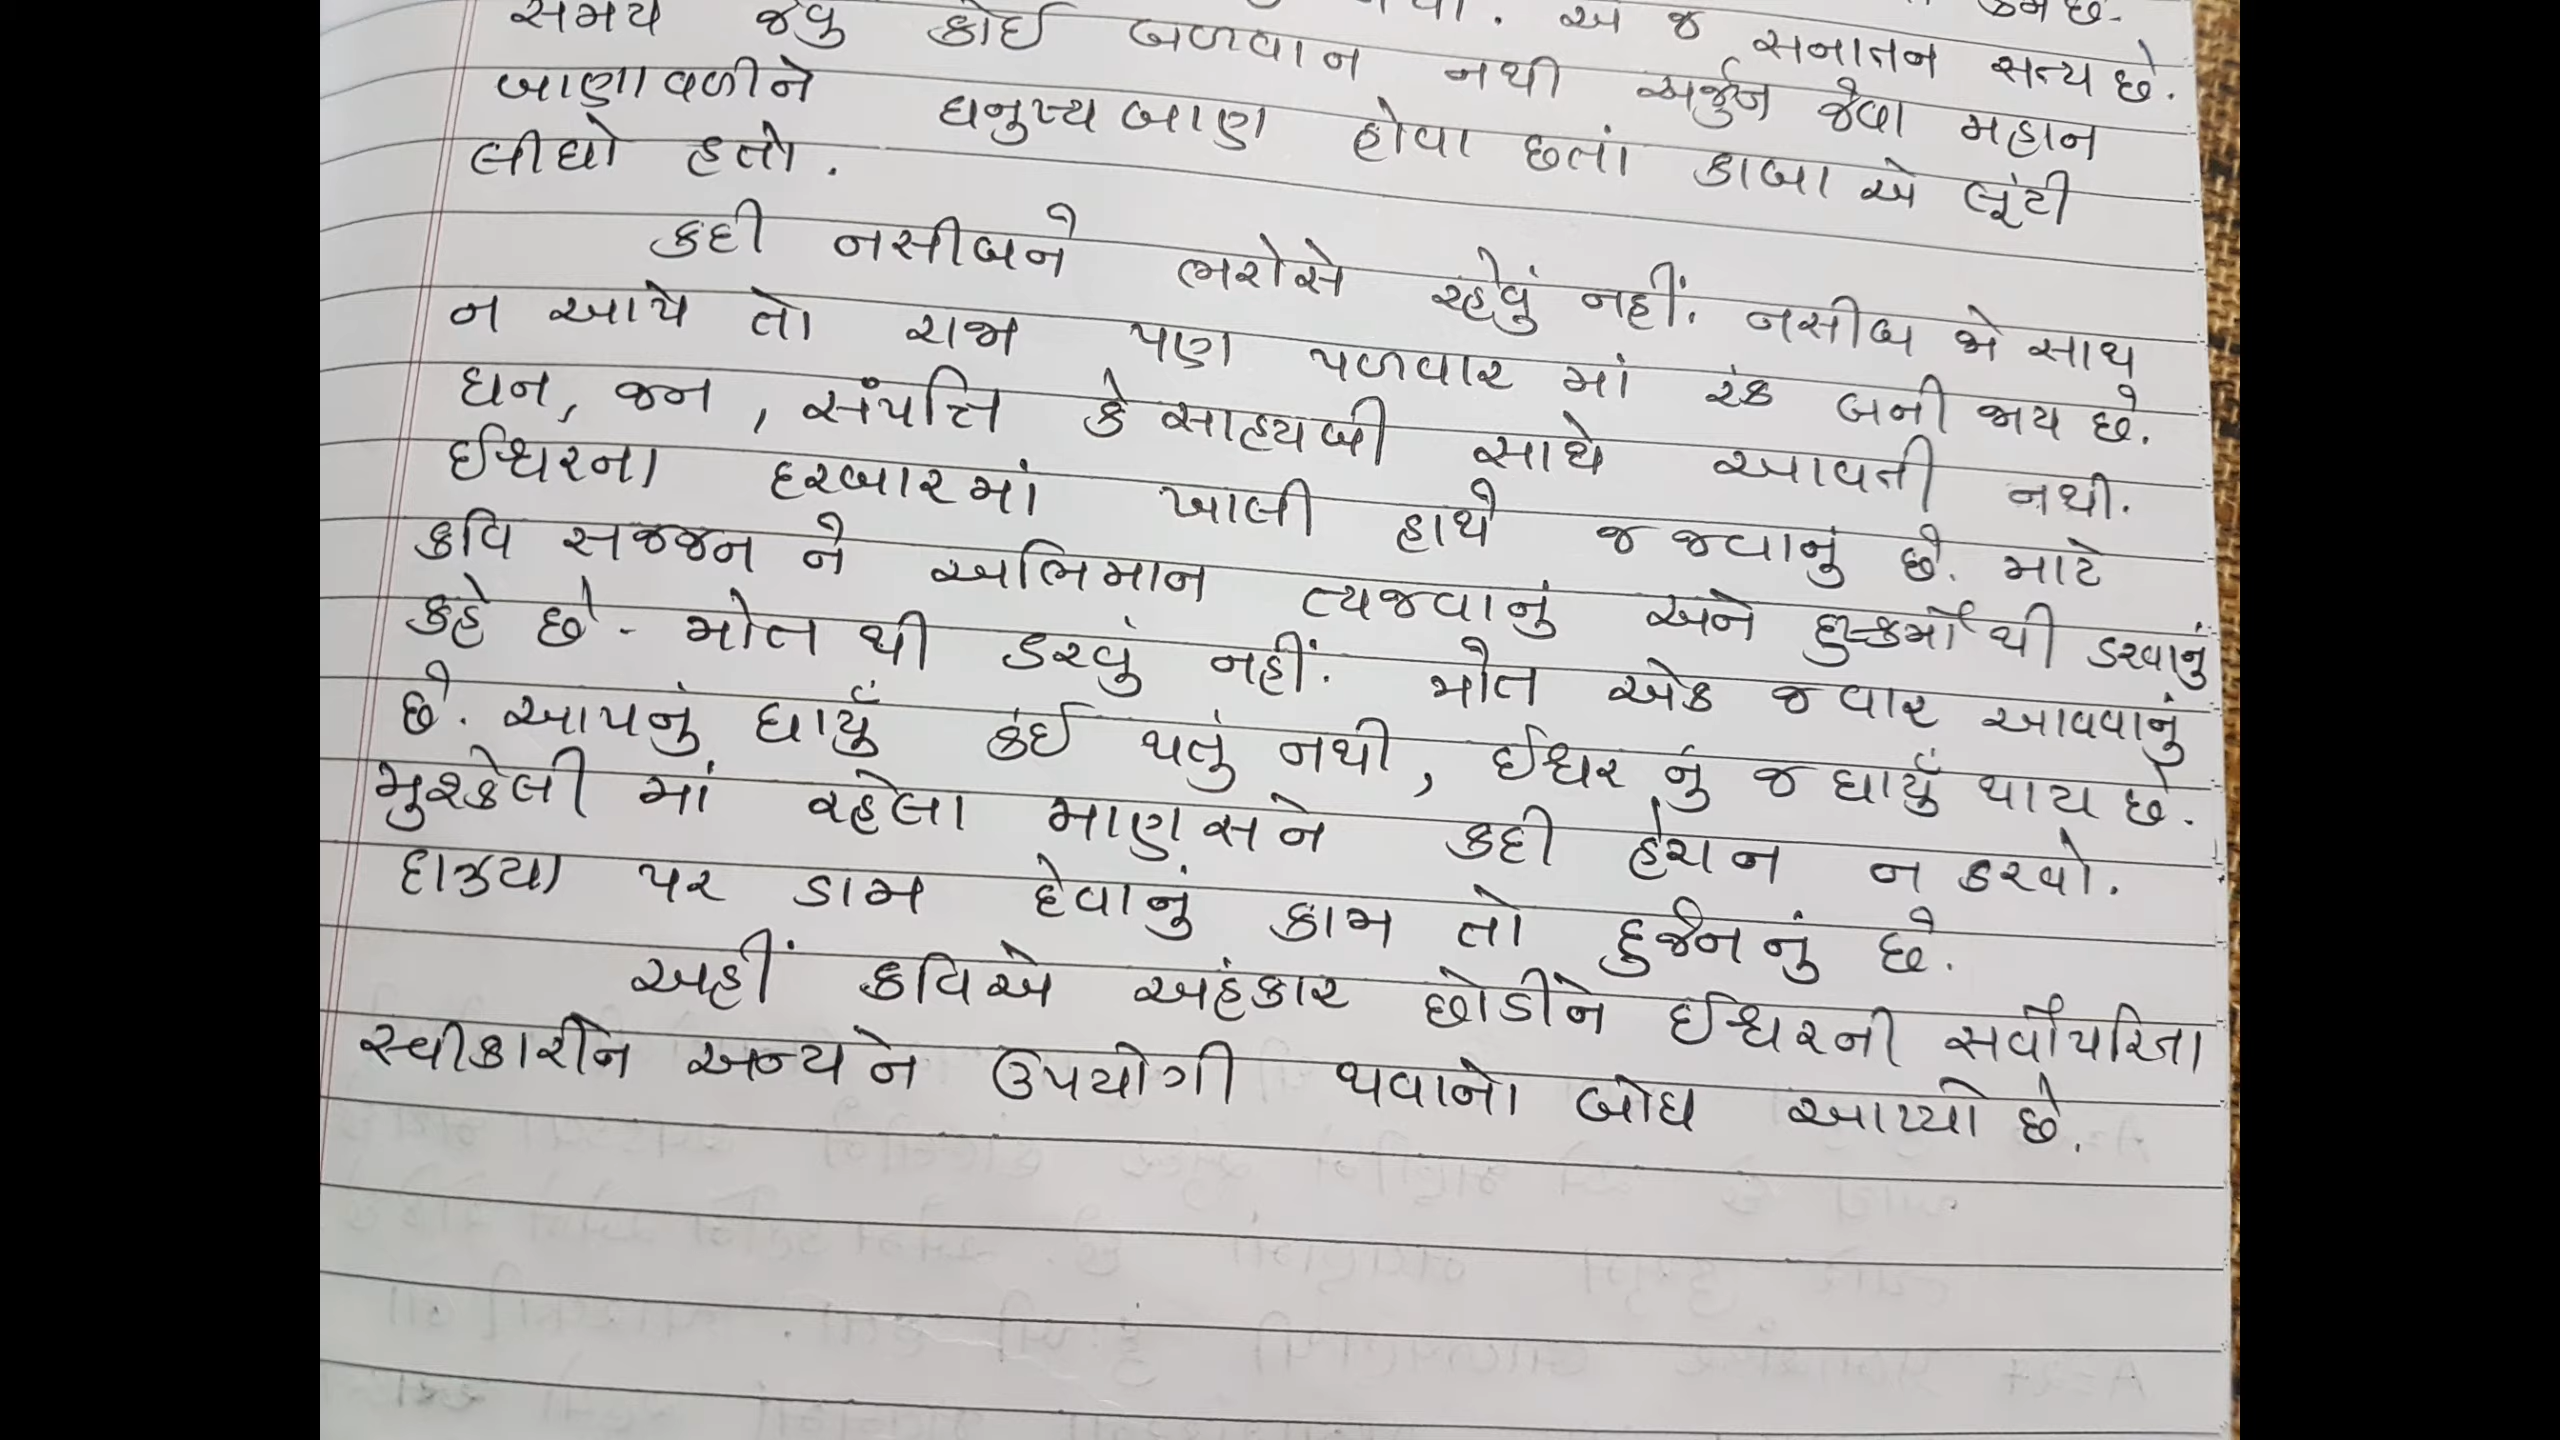 એ જ સનાતન સત્ય છે.
સમય જેવુ કોઈ બળવાન નથી અર્જુન જેવા મહાન
બાણાવળીને ધનુષ્ય બાણ હોવા છતાં કાબા એ લૂંટી
લીધો હતો.
કદી નસીબને ભરોસે રહેવું નહીં. નસીબ જો સાથ
ન આપે તો રાજા પણ પળવાર માં રંક બની જાય છે.
ધન, જન, સંપત્તિ કે સાહ્યબી સાથે આવતી નથી.
ઈશ્વરના દરબારમાં ખાલી હાથે જ જવાનું છે. માટે
કવિ સજ્જન ને અભિમાન ત્યજવાનું અને દુષ્કર્મો થી ડરવાનું
કહે છે- મોત થી ડરવું નહીં. મોત એક જ વાર આવવાનું
છે. આપનું ધાર્યું કંઈ થતું નથી, ઈશ્વર નું જ ધાર્યું થાય છે.
મુશ્કેલી માં રહેલા માણસને કદી હેરાન ન કરવો.
દાઝ્યા પર ડામ દેવાનું કામ તો દુર્જનનું છે.
અહીં કવિએ અહંકાર છોડીને ઈશ્વરની સર્વોપરિતા
સ્વીકારીને અન્યને ઉપયોગી થવાનો બોધ આપ્યો છે.